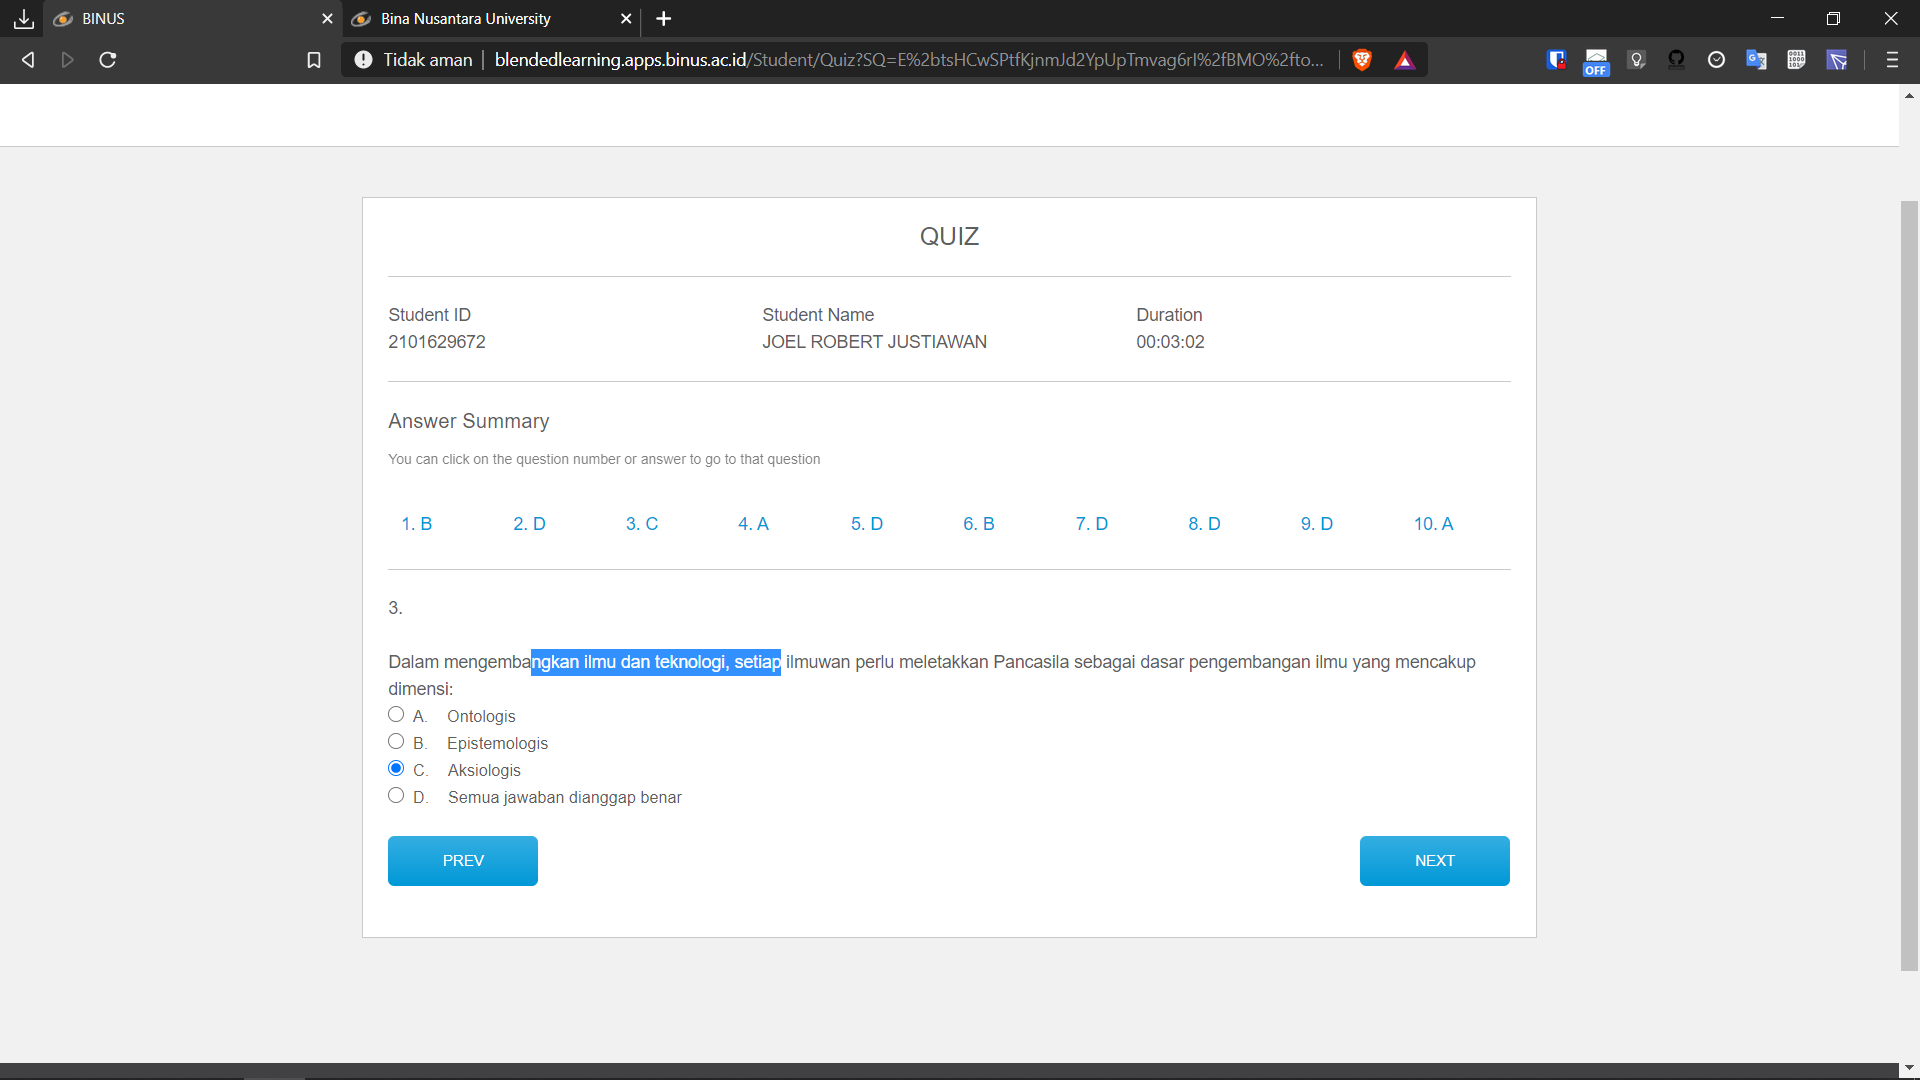 BINUS
Bina Nusantara University
Tidak aman
blendedlearning.apps.binus.ac.id/Student/Quiz?SQ=E%2btsHCwSPtfKjnmJd2YpUpTmvag6rI%2fBMO%2fto...
OFF
QUIZ
Student ID
Student Name
Duration
2101629672
JOEL ROBERT JUSTIAWAN
00:03:02
Answer Summary
You can click on the question number or answer to go to that question
1. B 2. D 3. C 4. A 5. D 6. B 7. D 8. D 9. D 10. A
3.
Dalam mengembangkan ilmu dan teknologi, setiap ilmuwan perlu meletakkan Pancasila sebagai dasar pengembangan ilmu yang mencakup
dimensi:
A. Ontologis
B. Epistemologis
C. Aksiologis
D. Semua jawaban dianggap benar
PREV
NEXT